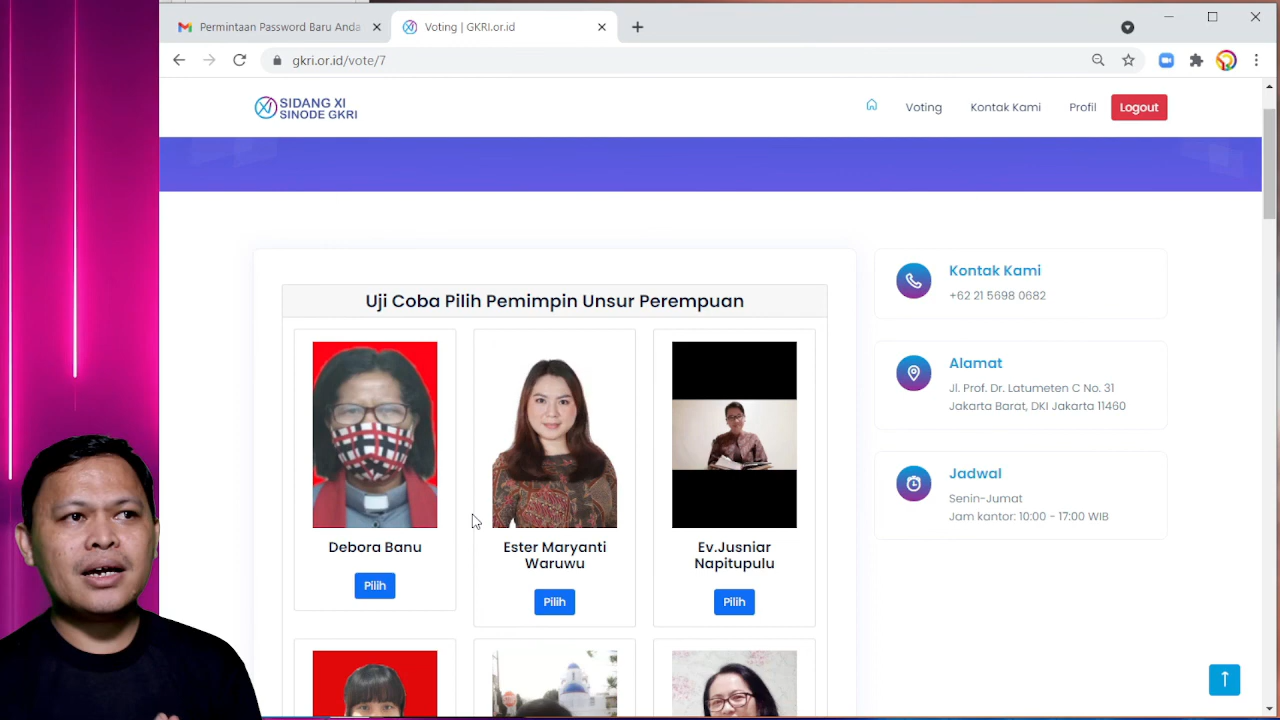 Permintaan Password Baru Anda
Voting | GKRI.or.id
gkri.or.id/vote/7
SIDANG XI
SINODE GKRI
Voting
Kontak Kami
Profil
Logout
Uji Coba Pilih Pemimpin Unsur Perempuan
Debora Banu
Pilih
Ester Maryanti
Waruwu
Pilih
Ev.Jusniar
Napitupulu
Pilih
Kontak Kami
+62 21 5698 0682
Alamat
Jl. Prof. Dr. Latumeten C No. 31
Jakarta Barat, DKI Jakarta 11460
Jadwal
Senin-Jumat
Jam kantor: 10:00 - 17:00 WIB